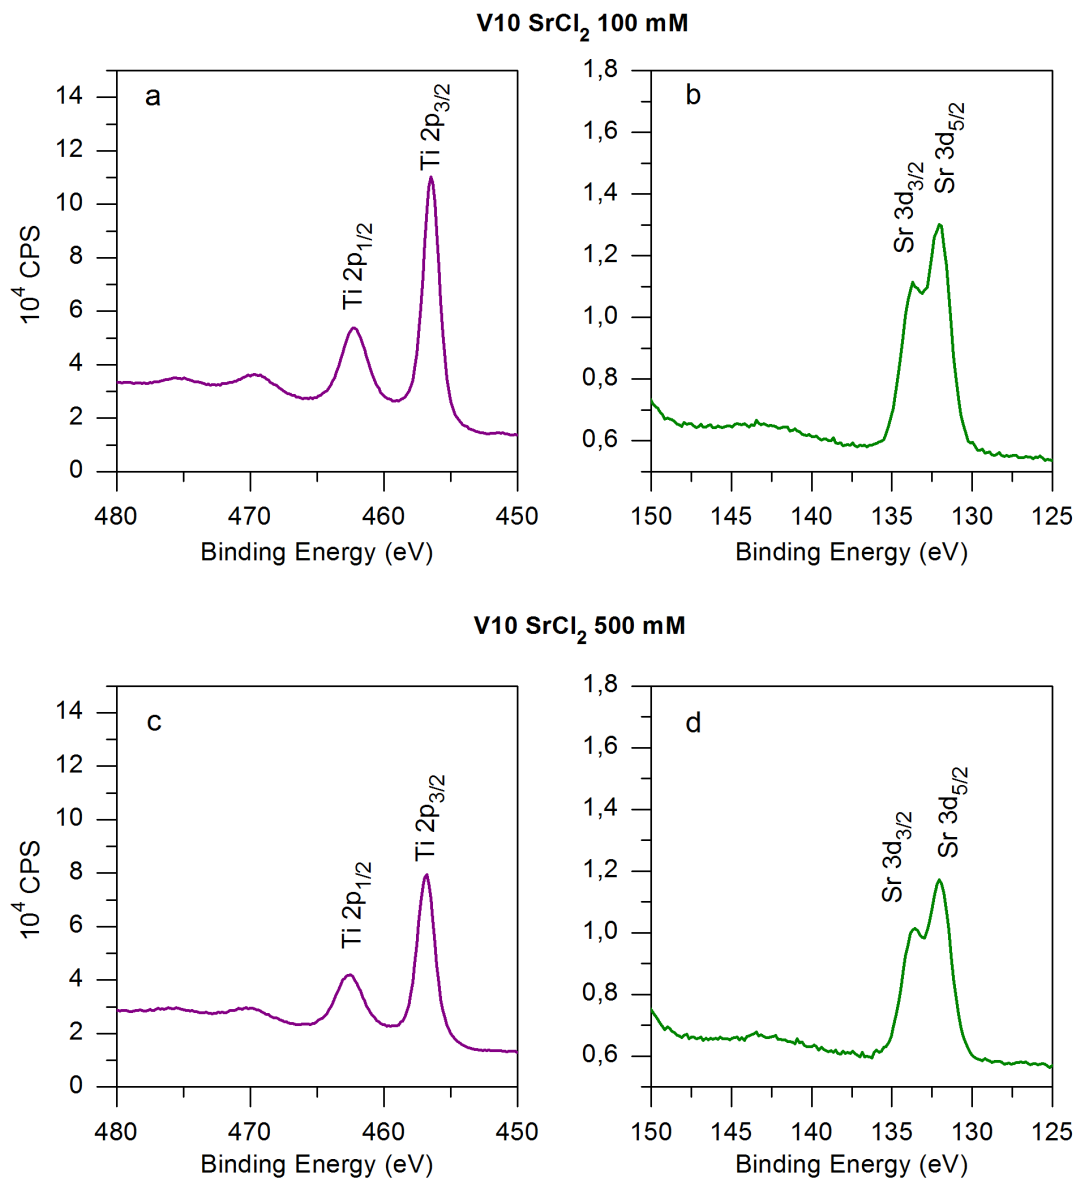 V10 SrCl₂ 100 mM
a
Ti 2p₃/₂
Ti 2p₁/₂
14
12
10
8
6
4
2
0
10⁴ CPS
480
470
460
450
Binding Energy (eV)
b
Sr 3d₅/₂
Sr 3d₃/₂
1,8
1,6
1,4
1,2
1,0
0,8
0,6
150
145
140
135
130
125
Binding Energy (eV)
V10 SrCl₂ 500 mM
c
Ti 2p₃/₂
Ti 2p₁/₂
14
12
10
8
6
4
2
0
10⁴ CPS
480
470
460
450
Binding Energy (eV)
d
Sr 3d₅/₂
Sr 3d₃/₂
1,8
1,6
1,4
1,2
1,0
0,8
0,6
150
145
140
135
130
125
Binding Energy (eV)